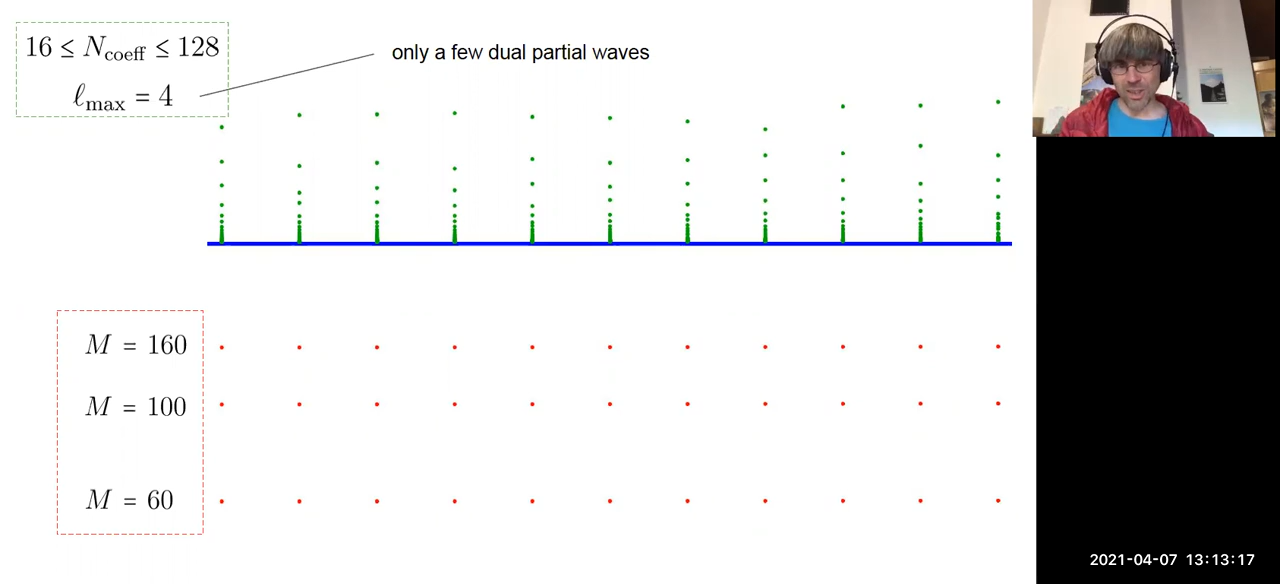 16 ≤ N_coeff ≤ 128
ℓ_max = 4
only a few dual partial waves
M = 160
M = 100
M = 60
2021-04-07 13:13:17